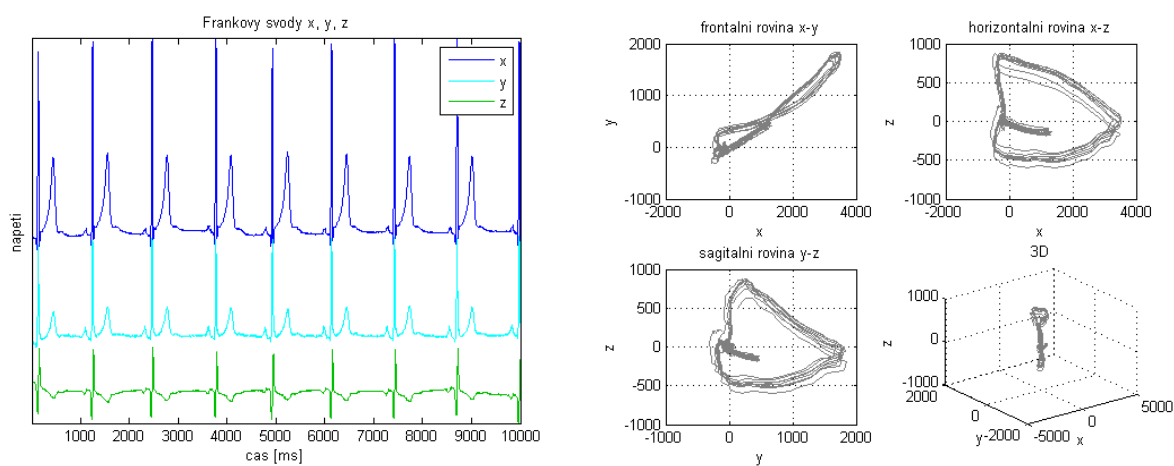 Frankovy svody x, y, z
x
y
z
napeti
1000 2000 3000 4000 5000 6000 7000 8000 9000 10000
cas [ms]
frontalni rovina x-y
2000
1000
0
-1000
y
-2000 0 2000 4000
x
horizontalni rovina x-z
1000
500
0
-500
-1000
z
-2000 0 2000 4000
x
sagitalni rovina y-z
1000
500
0
-500
-1000
z
-1000 0 1000 2000
y
3D
1000
0
-1000
z
2000
0
-2000
y
-5000
0
5000
x